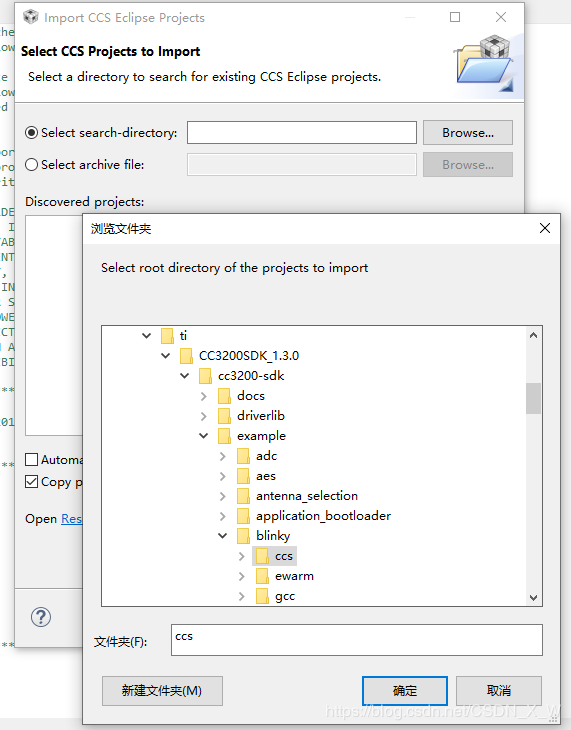 Import CCS Eclipse Projects
Select CCS Projects to Import
Select a directory to search for existing CCS Eclipse projects.
Select search-directory:
Browse...
Select archive file:
Browse...
Discovered projects:
浏览文件夹
Select root directory of the projects to import
ti
CC3200SDK_1.3.0
cc3200-sdk
docs
driverlib
example
adc
aes
antenna_selection
application_bootloader
blinky
ccs
ewarm
gcc
文件夹(F):
ccs
新建文件夹(M)
确定
取消
Automa
Copy p
Open Res
https://blog.csdn.net/CSDN_X_W